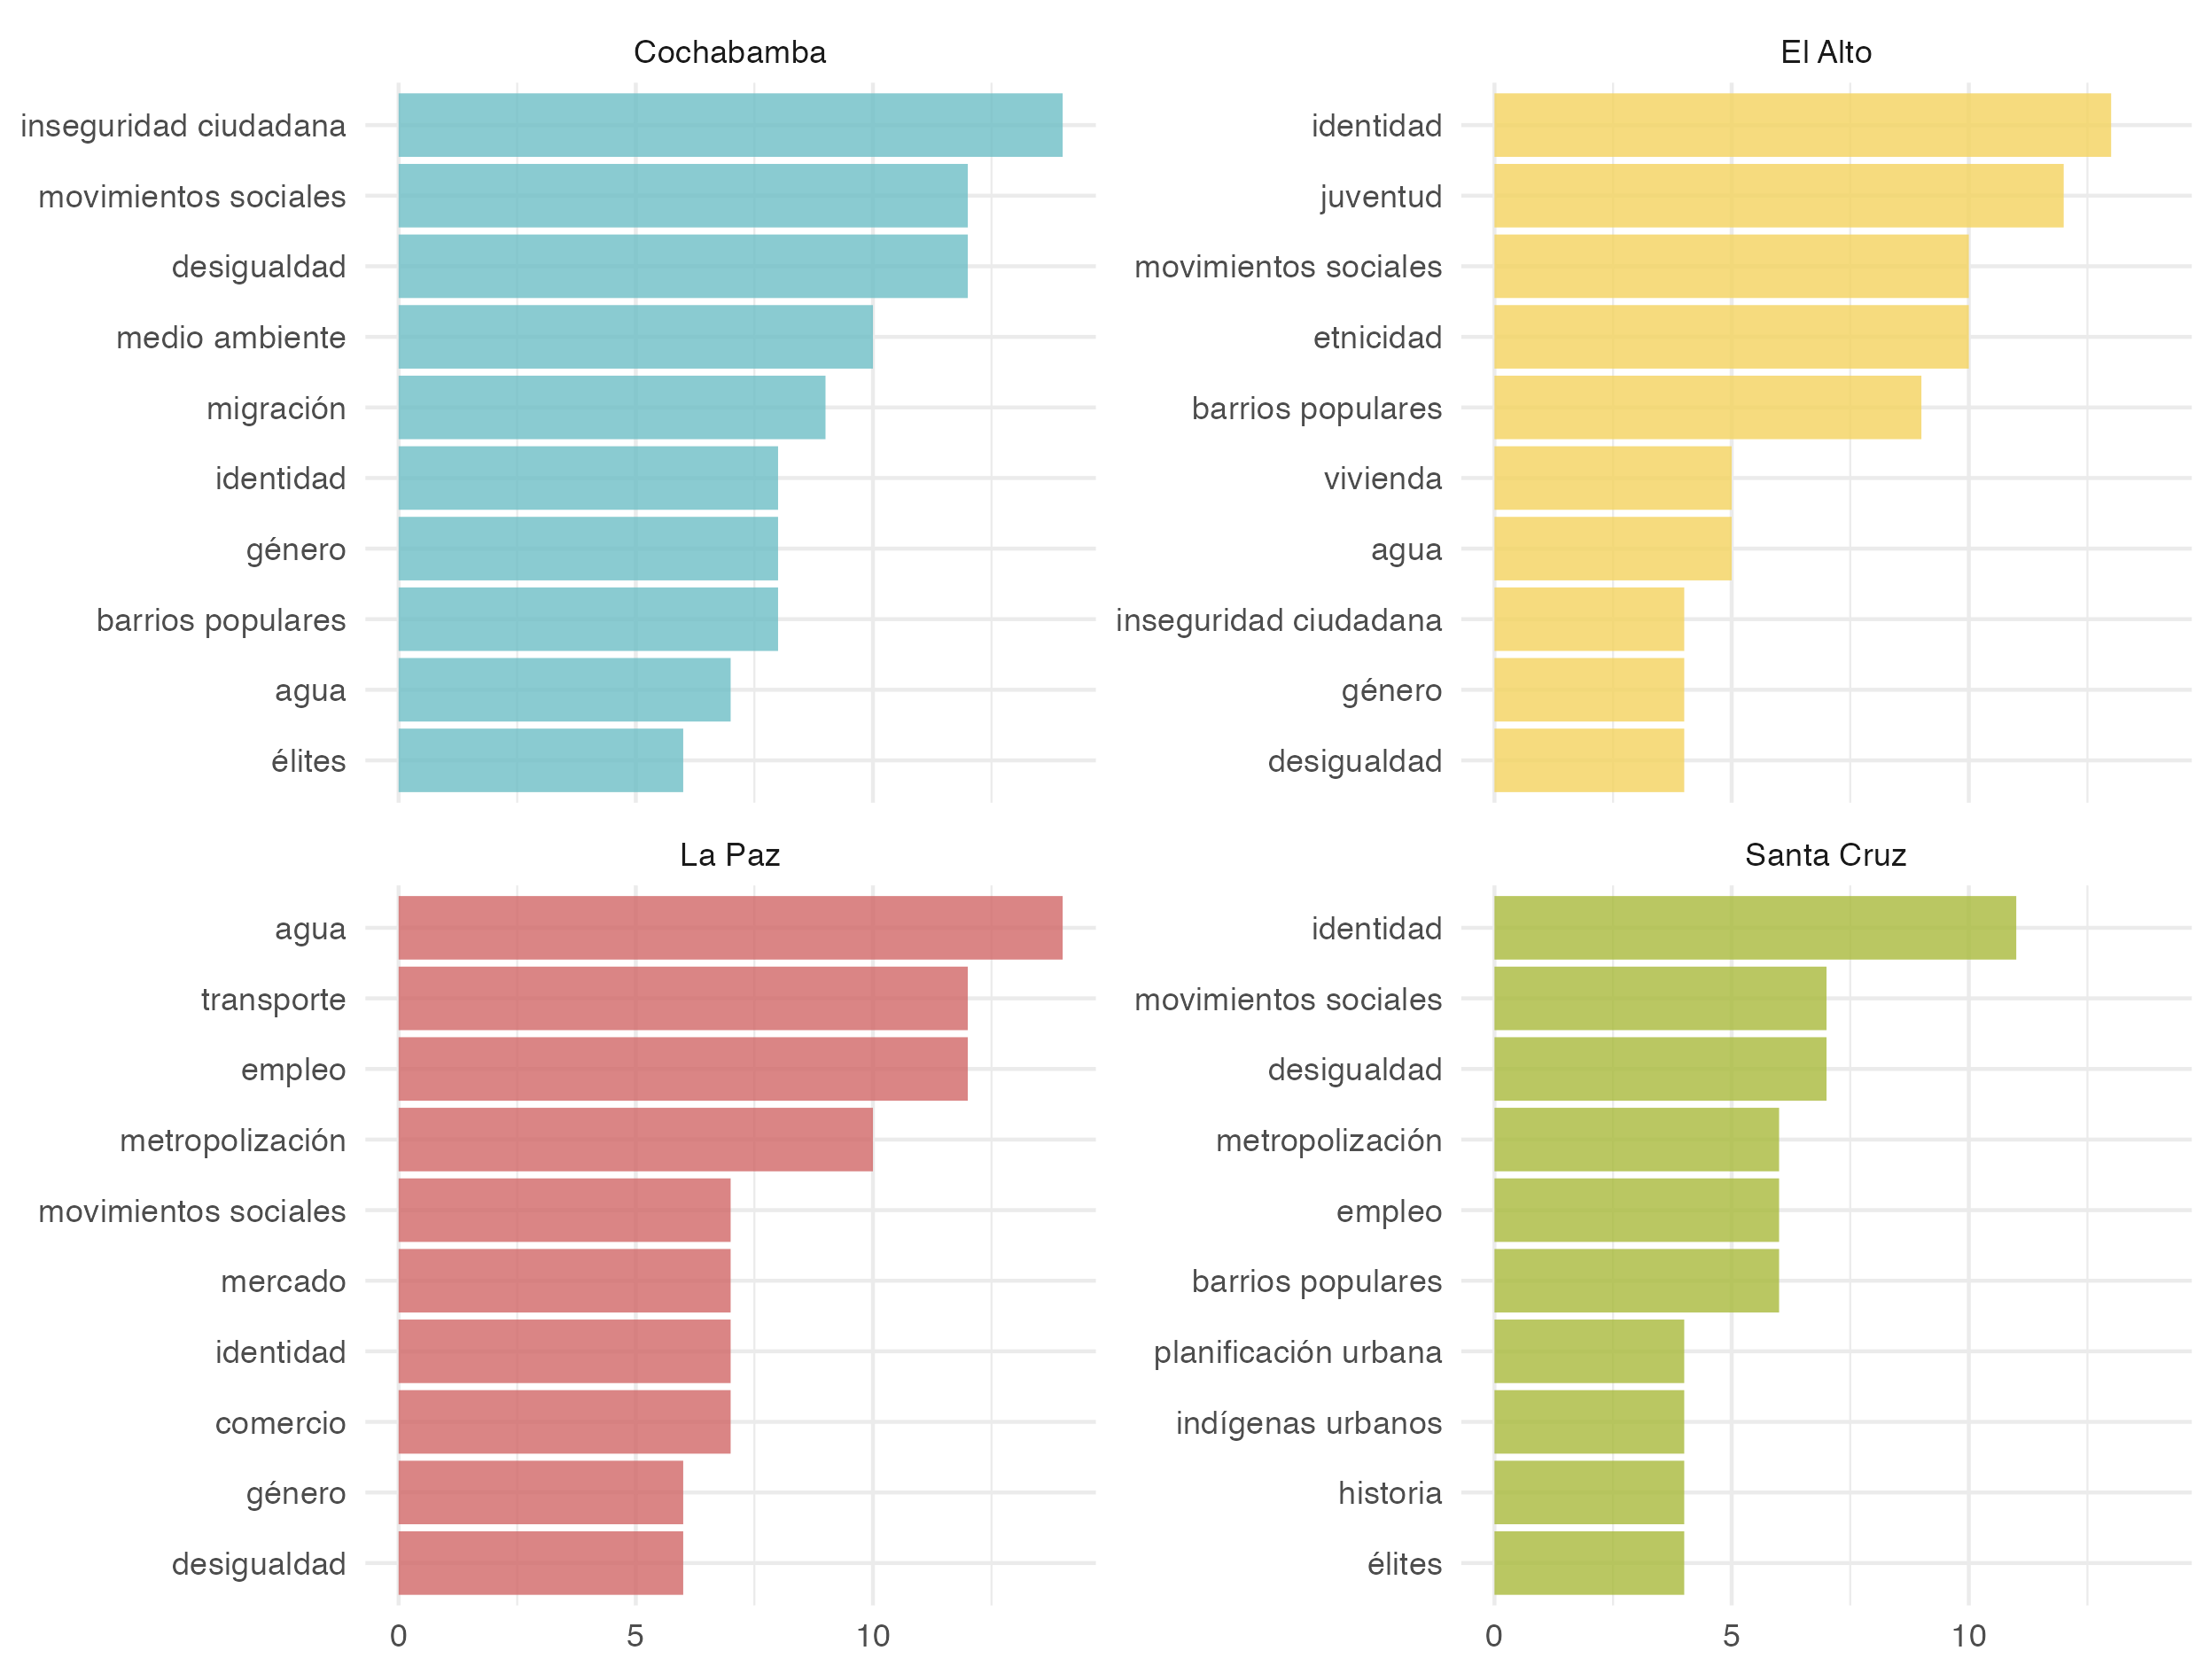 Cochabamba
inseguridad ciudadana
movimientos sociales
desigualdad
medio ambiente
migración
identidad
género
barrios populares
agua
élites
El Alto
identidad
juventud
movimientos sociales
etnicidad
barrios populares
vivienda
agua
inseguridad ciudadana
género
desigualdad
La Paz
agua
transporte
empleo
metropolización
movimientos sociales
mercado
identidad
comercio
género
desigualdad
0 5 10
Santa Cruz
identidad
movimientos sociales
desigualdad
metropolización
empleo
barrios populares
planificación urbana
indígenas urbanos
historia
élites
0 5 10